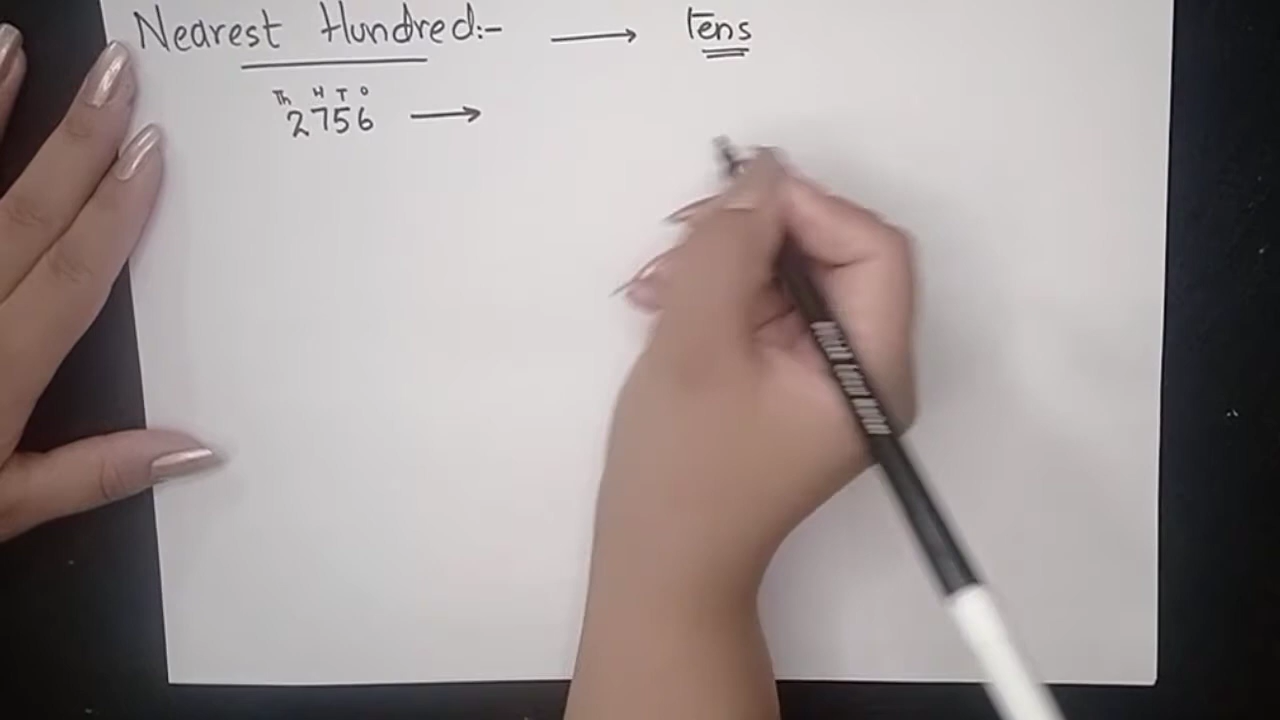 Nearest Hundred:- ⟶ Tens
Th H T O
2756 ⟶